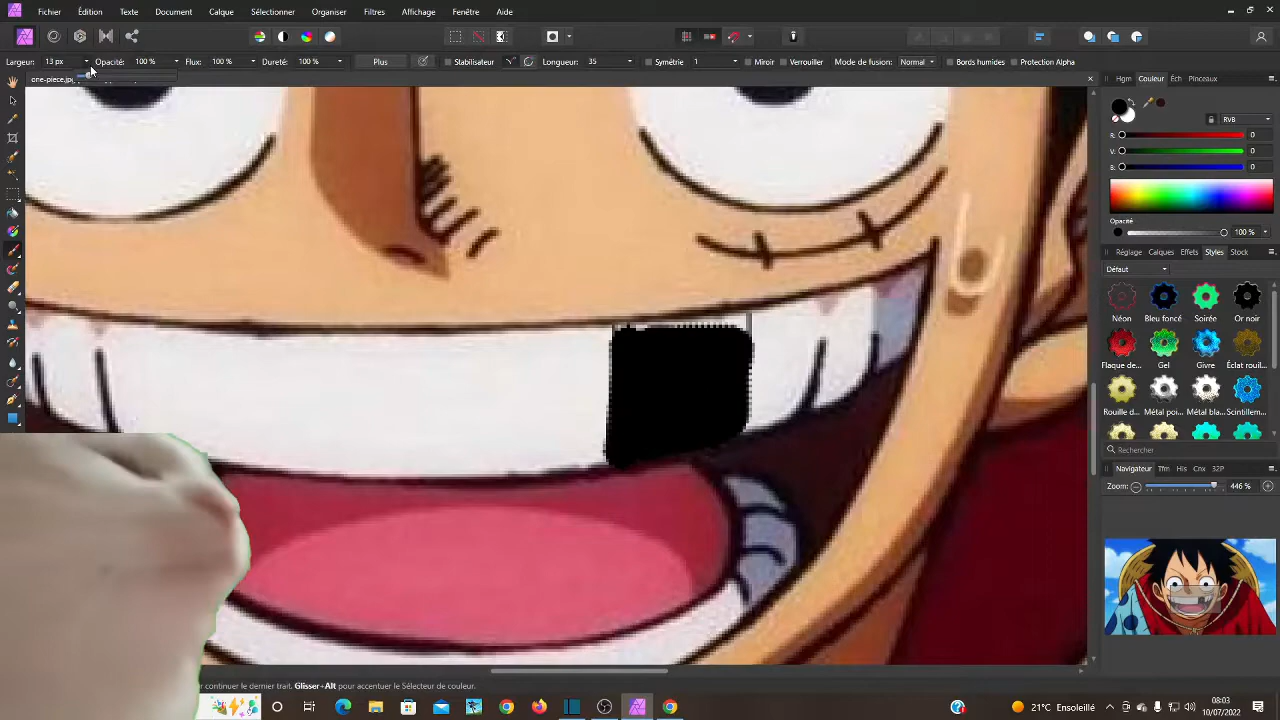 Fichier Édition Texte Document Calque Sélectionner Organiser Filtres Affichage Fenêtre Aide
Largeur: 13 px Opacité: 100 % Flux: 100 % Dureté: 100 % Plus Stabilisateur Longueur: 35 Symétrie 1 Miroir Verrouiller Mode de fusion: Normal Bords humides Protection Alpha
one-piece.jpg
Hgm Couleur Éch Pinceaux
RVB
R: 0
V: 0
B: 0
Opacité
100 %
Réglage Calques Effets Styles Stock
Défaut
Néon Bleu foncé Soirée Or noir
Flaque de... Gel Givre Éclat rouil...
Rouille d... Métal poi... Métal bla... Scintillem...
Rechercher
Navigateur Tfm His Cnx 32P
Zoom: 446 %
r continuer le dernier trait. Glisser+Alt pour accentuer le Sélecteur de couleur.
21°C Ensoleillé
08:03
10/07/2022